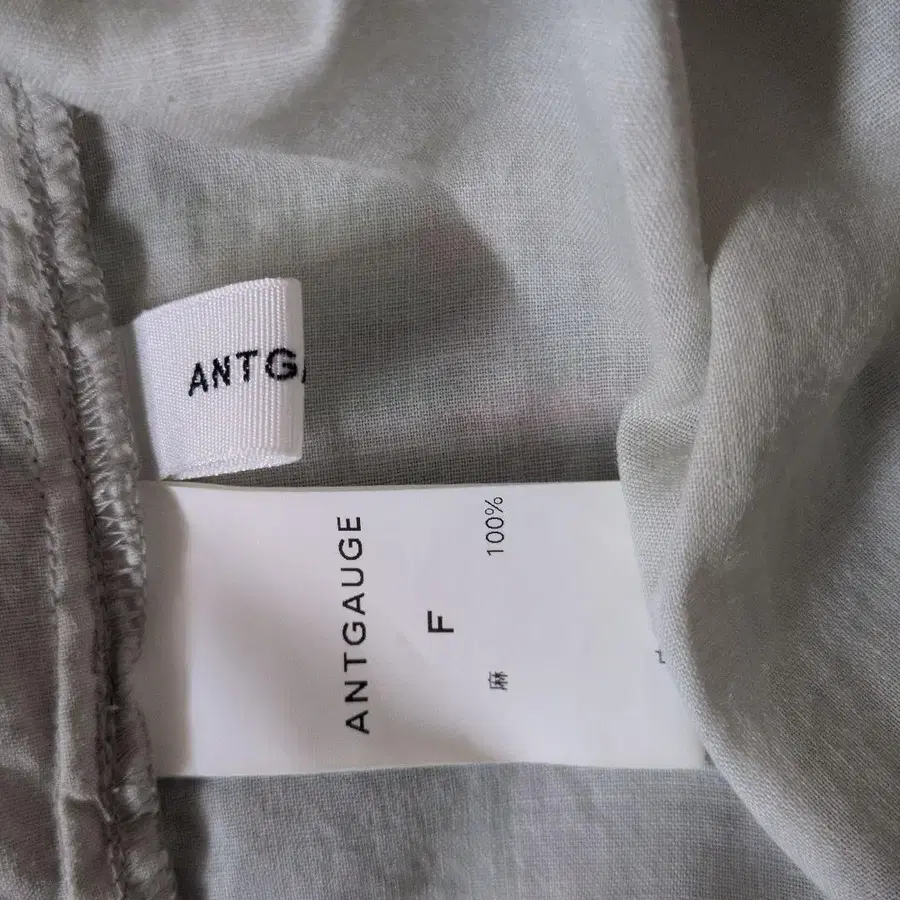 ANTG
ANTGAUGE
F
麻 100%